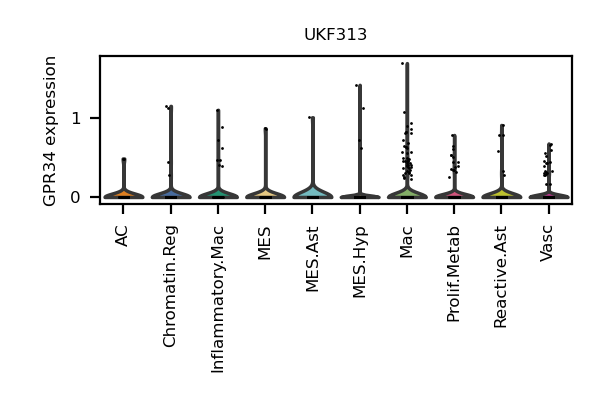 UKF313
GPR34 expression
1
0
AC
Chromatin.Reg
Inflammatory.Mac
MES
MES.Ast
MES.Hyp
Mac
Prolif.Metab
Reactive.Ast
Vasc